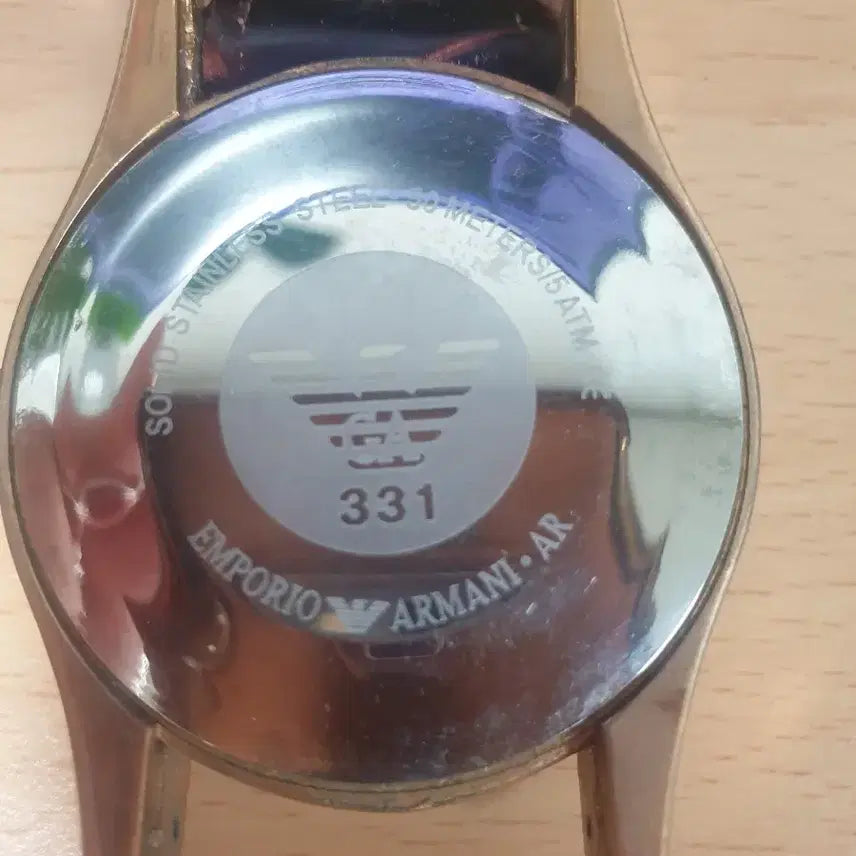 SOLID STAINLESS STEEL 50 METERS/5 ATM
331
EMPORIO ARMANI • AR